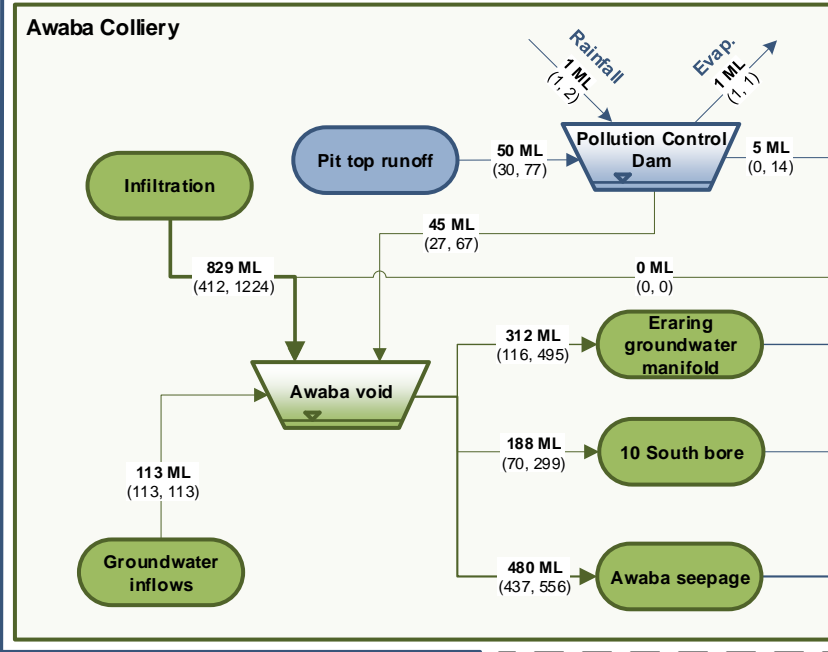 Awaba Colliery
Rainfall
1 ML
(1, 2)
Evap.
1 ML
(1, 1)
Pit top runoff
50 ML
(30, 77)
Pollution Control
Dam
5 ML
(0, 14)
Infiltration
45 ML
(27, 67)
829 ML
(412, 1224)
0 ML
(0, 0)
312 ML
(116, 495)
Eraring
groundwater
manifold
Awaba void
188 ML
(70, 299)
10 South bore
113 ML
(113, 113)
Groundwater
inflows
480 ML
(437, 556)
Awaba seepage